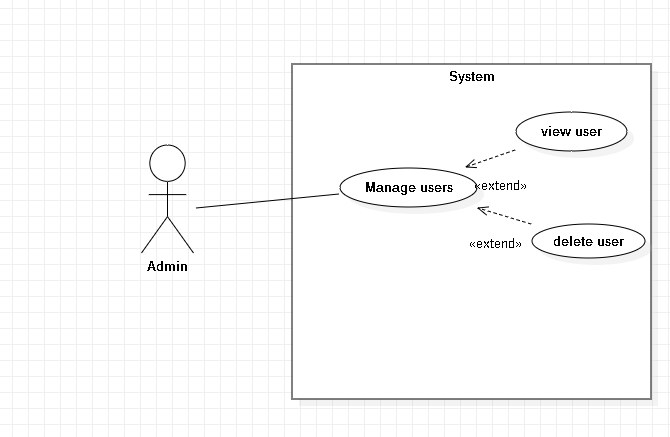 System
view user
Manage users
«extend»
delete user
«extend»
Admin